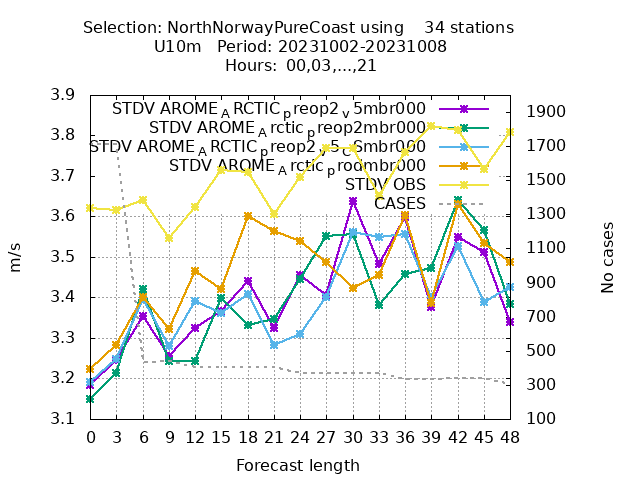 Selection: NorthNorwayPureCoast using 34 stations
U10m Period: 20231002-20231008
Hours: 00,03,...,21
STDV AROME_ARCTIC_preop2_v5mbr000
STDV AROME_Arctic_preop2mbr000
STDV AROME_ARCTIC_preop2_v5_CSmbr000
STDV AROME_Arctic_prodmbr000
STDV OBS
CASES
3.9
3.8
3.7
3.6
3.5
3.4
3.3
3.2
3.1
m/s
1900
1700
1500
1300
1100
900
700
500
300
100
No cases
0 3 6 9 12 15 18 21 24 27 30 33 36 39 42 45 48
Forecast length